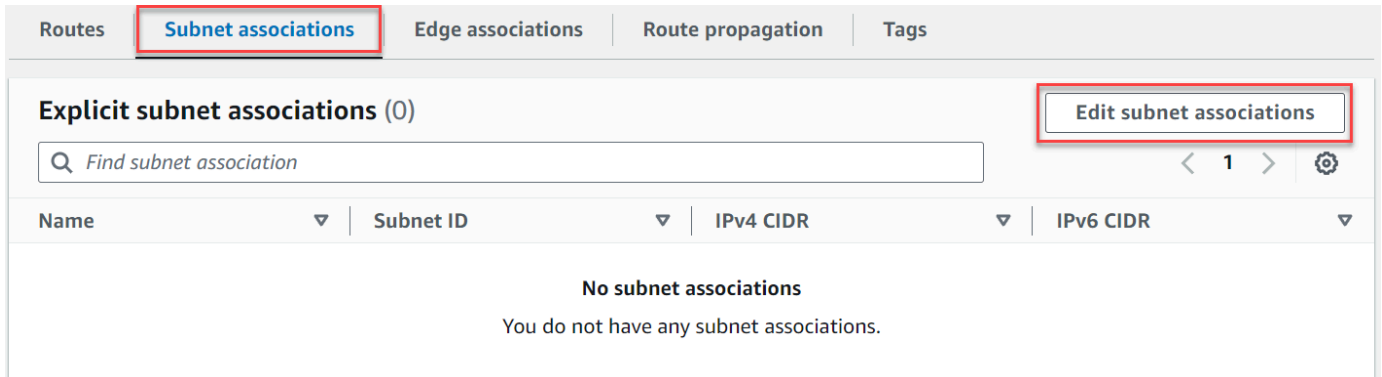 Routes Subnet associations Edge associations Route propagation Tags
Explicit subnet associations (0)
Edit subnet associations
Find subnet association
1
Name Subnet ID IPv4 CIDR IPv6 CIDR
No subnet associations
You do not have any subnet associations.